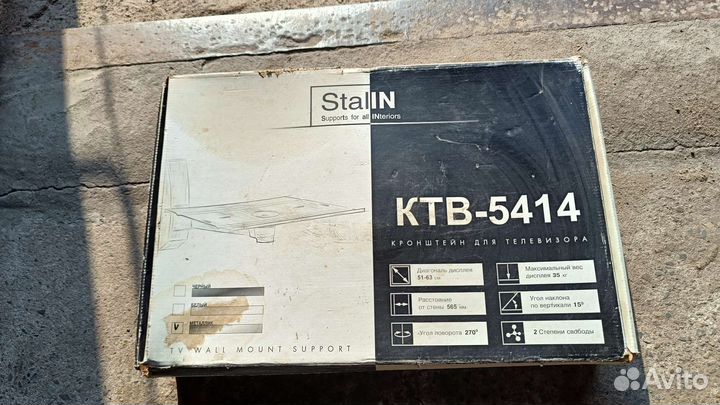 StalIN
Supports for all INteriors
КТВ-5414
КРОНШТЕЙН ДЛЯ ТЕЛЕВИЗОРА
Диагональ дисплея
51-63 см
Максимальный вес
дисплея 35 кг
Расстояние
от стены 565 мм
Угол наклона
по вертикали 15°
Угол поворота 270°
2 Степени свободы
ЧЕРНЫЙ
БЕЛЫЙ
V МЕТАЛЛИК
TV WALL MOUNT SUPPORT
Avito